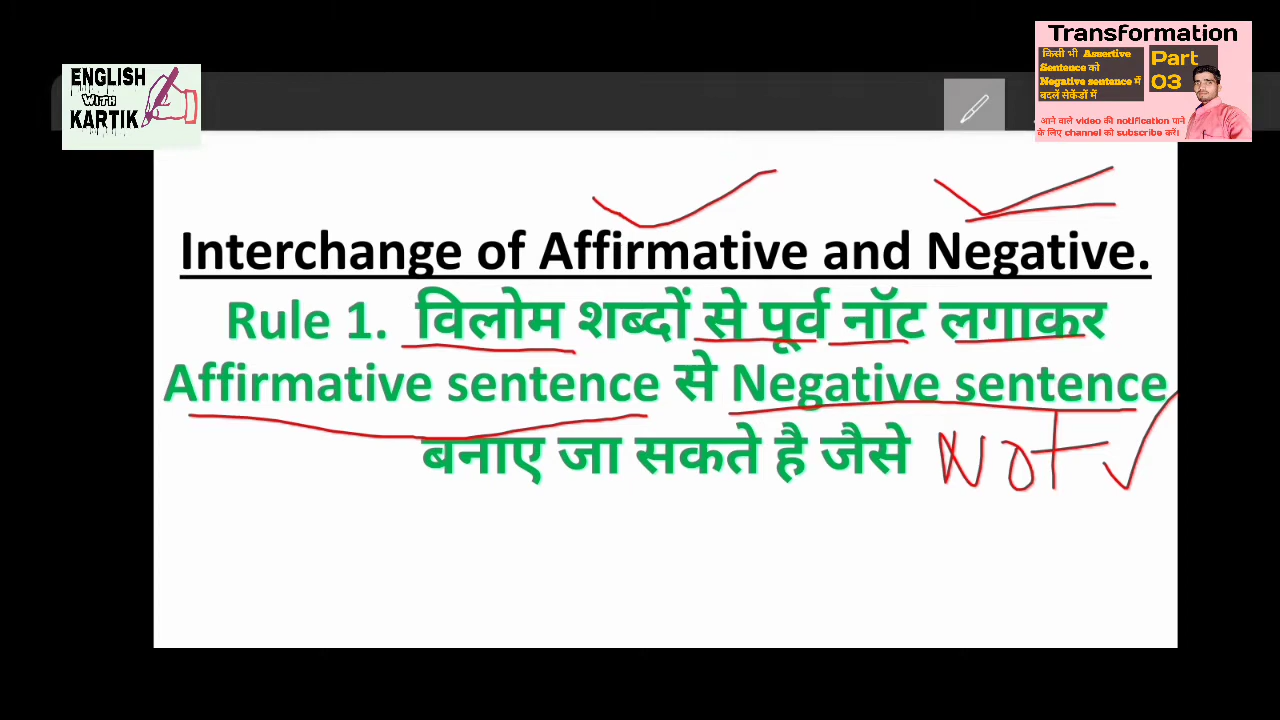 ENGLISH
WITH
KARTIK
Transformation
किसी भी Assertive
Sentence को
Negative sentence में
बदलें सेकेंडों में
Part
03
आने वाले video की notification पाने
के लिए channel को subscribe करें।
Interchange of Affirmative and Negative.
Rule 1. विलोम शब्दों से पूर्व नॉट लगाकर
Affirmative sentence से Negative sentence
बनाए जा सकते है जैसे Not